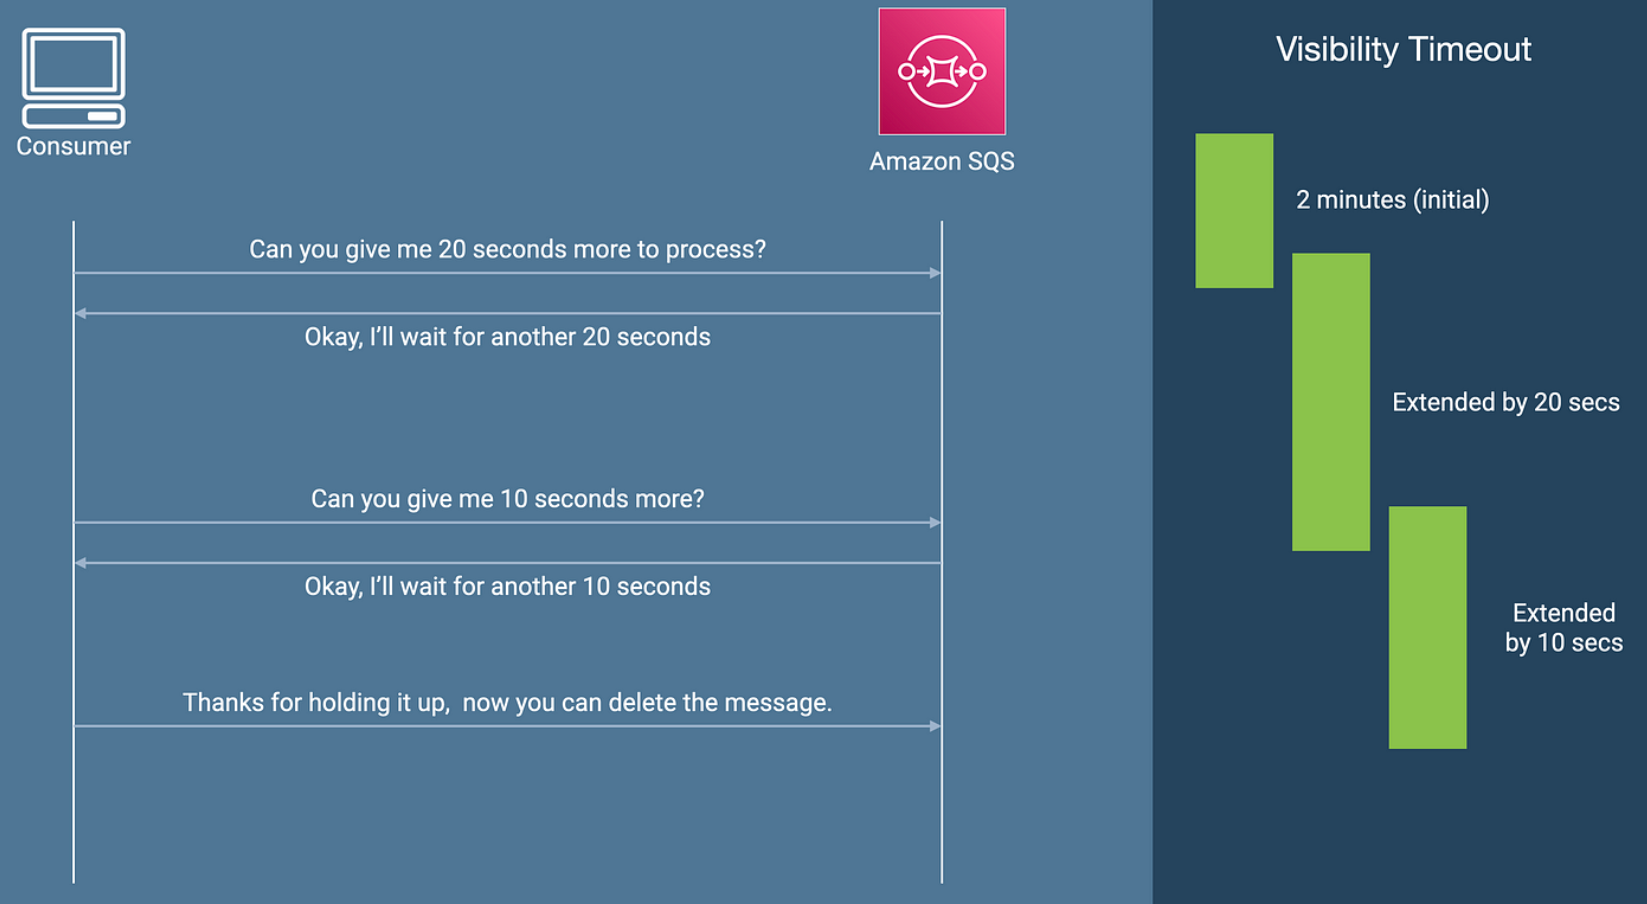 Visibility Timeout
Consumer
Amazon SQS
2 minutes (initial)
Can you give me 20 seconds more to process?
Okay, I’ll wait for another 20 seconds
Extended by 20 secs
Can you give me 10 seconds more?
Okay, I’ll wait for another 10 seconds
Extended
by 10 secs
Thanks for holding it up,  now you can delete the message.